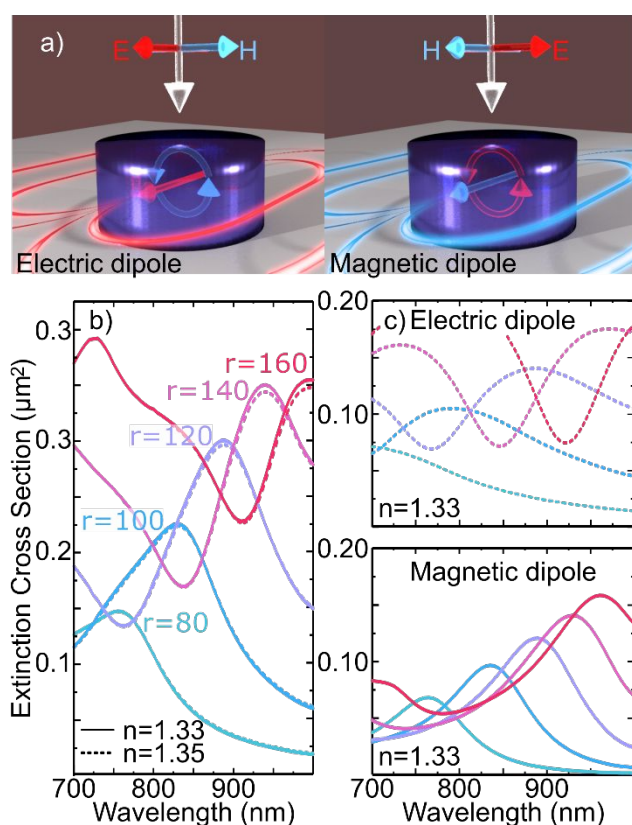 a)
E
H
H
E
Electric dipole
Magnetic dipole
b)
Extinction Cross Section (µm²)
0.3
0.3
0.2
0.1
r=160
r=140
r=120
r=100
r=80
n=1.33
n=1.35
700
800
900
Wavelength (nm)
c) Electric dipole
0.20
0.10
n=1.33
Magnetic dipole
0.20
0.10
n=1.33
700
800
900
Wavelength (nm)